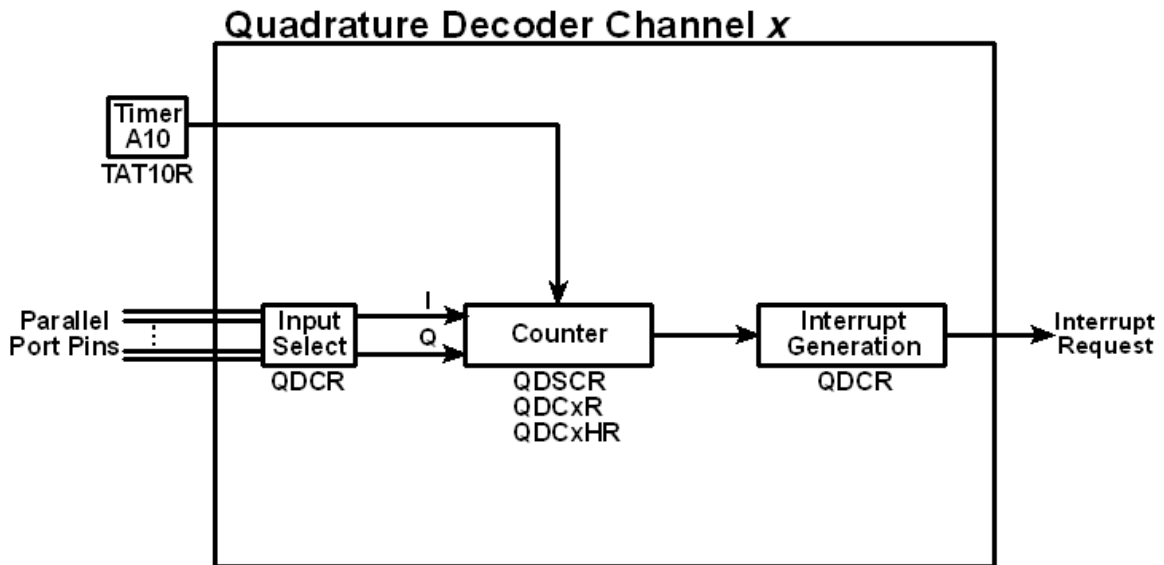 Quadrature Decoder Channel x
Timer
A10
TAT10R
Parallel
Port Pins
Input
Select
QDCR
I
Q
Counter
QDSCR
QDCxR
QDCxHR
Interrupt
Generation
QDCR
Interrupt
Request